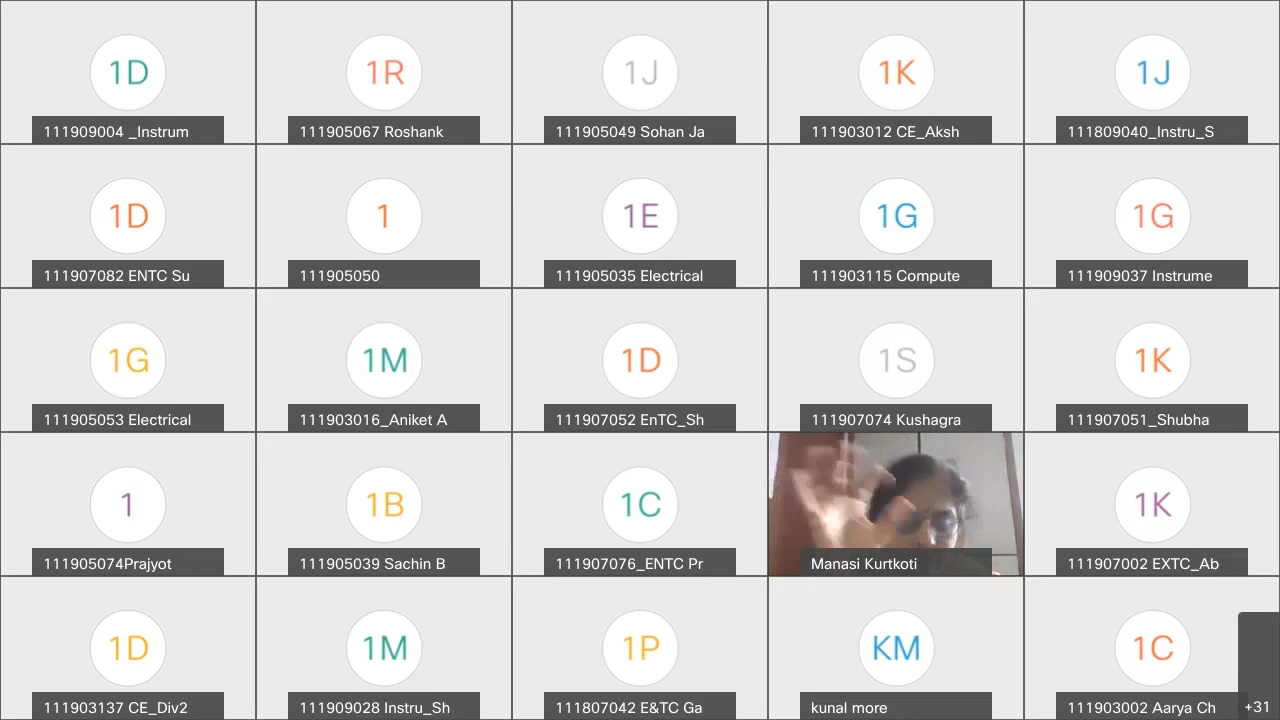 1D
1R
1J
1K
1J
111909004 _Instrum
111905067 Roshank
111905049 Sohan Ja
111903012 CE_Aksh
111809040_Instru_S
1D
1
1E
1G
1G
111907082 ENTC Su
111905050
111905035 Electrical
111903115 Compute
111909037 Instrume
1G
1M
1D
1S
1K
111905053 Electrical
111903016_Aniket A
111907052 EnTC_Sh
111907074 Kushagra
111907051_Shubha
1
1B
1C
1K
111905074Prajyot
111905039 Sachin B
111907076_ENTC Pr
Manasi Kurtkoti
111907002 EXTC_Ab
1D
1M
1P
KM
1C
111903137 CE_Div2
111909028 Instru_Sh
111807042 E&TC Ga
kunal more
111903002 Aarya Ch
+31